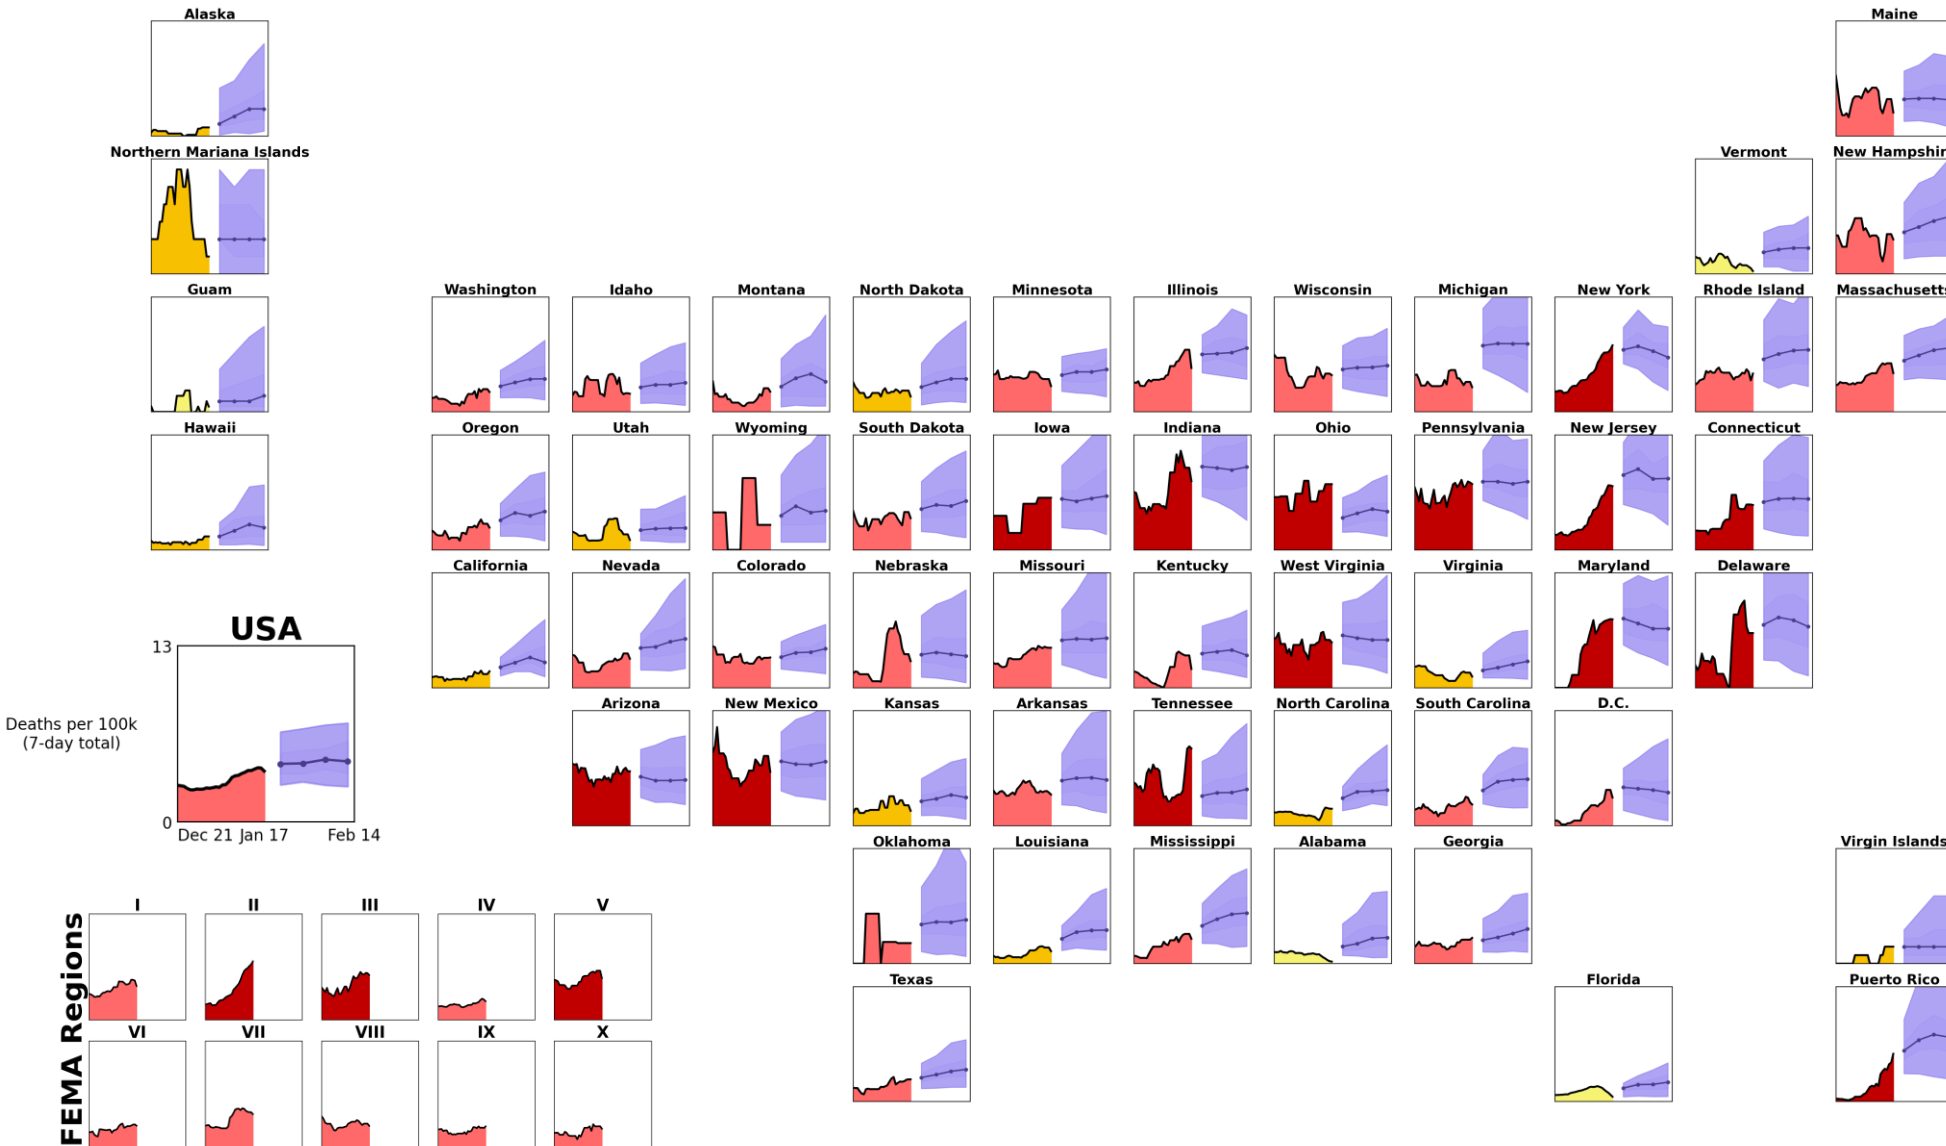 Alaska
Maine
Northern Mariana Islands
Vermont
New Hampshir
Guam
Washington
Idaho
Montana
North Dakota
Minnesota
Illinois
Wisconsin
Michigan
New York
Rhode Island
Massachusetts
Hawaii
Oregon
Utah
Wyoming
South Dakota
Iowa
Indiana
Ohio
Pennsylvania
New Jersey
Connecticut
California
Nevada
Colorado
Nebraska
Missouri
Kentucky
West Virginia
Virginia
Maryland
Delaware
USA
13
Deaths per 100k
(7-day total)
0
Dec 21 Jan 17 Feb 14
Arizona
New Mexico
Kansas
Arkansas
Tennessee
North Carolina
South Carolina
D.C.
Oklahoma
Louisiana
Mississippi
Alabama
Georgia
Virgin Islands
Texas
Florida
Puerto Rico
FEMA Regions
I
II
III
IV
V
VI
VII
VIII
IX
X